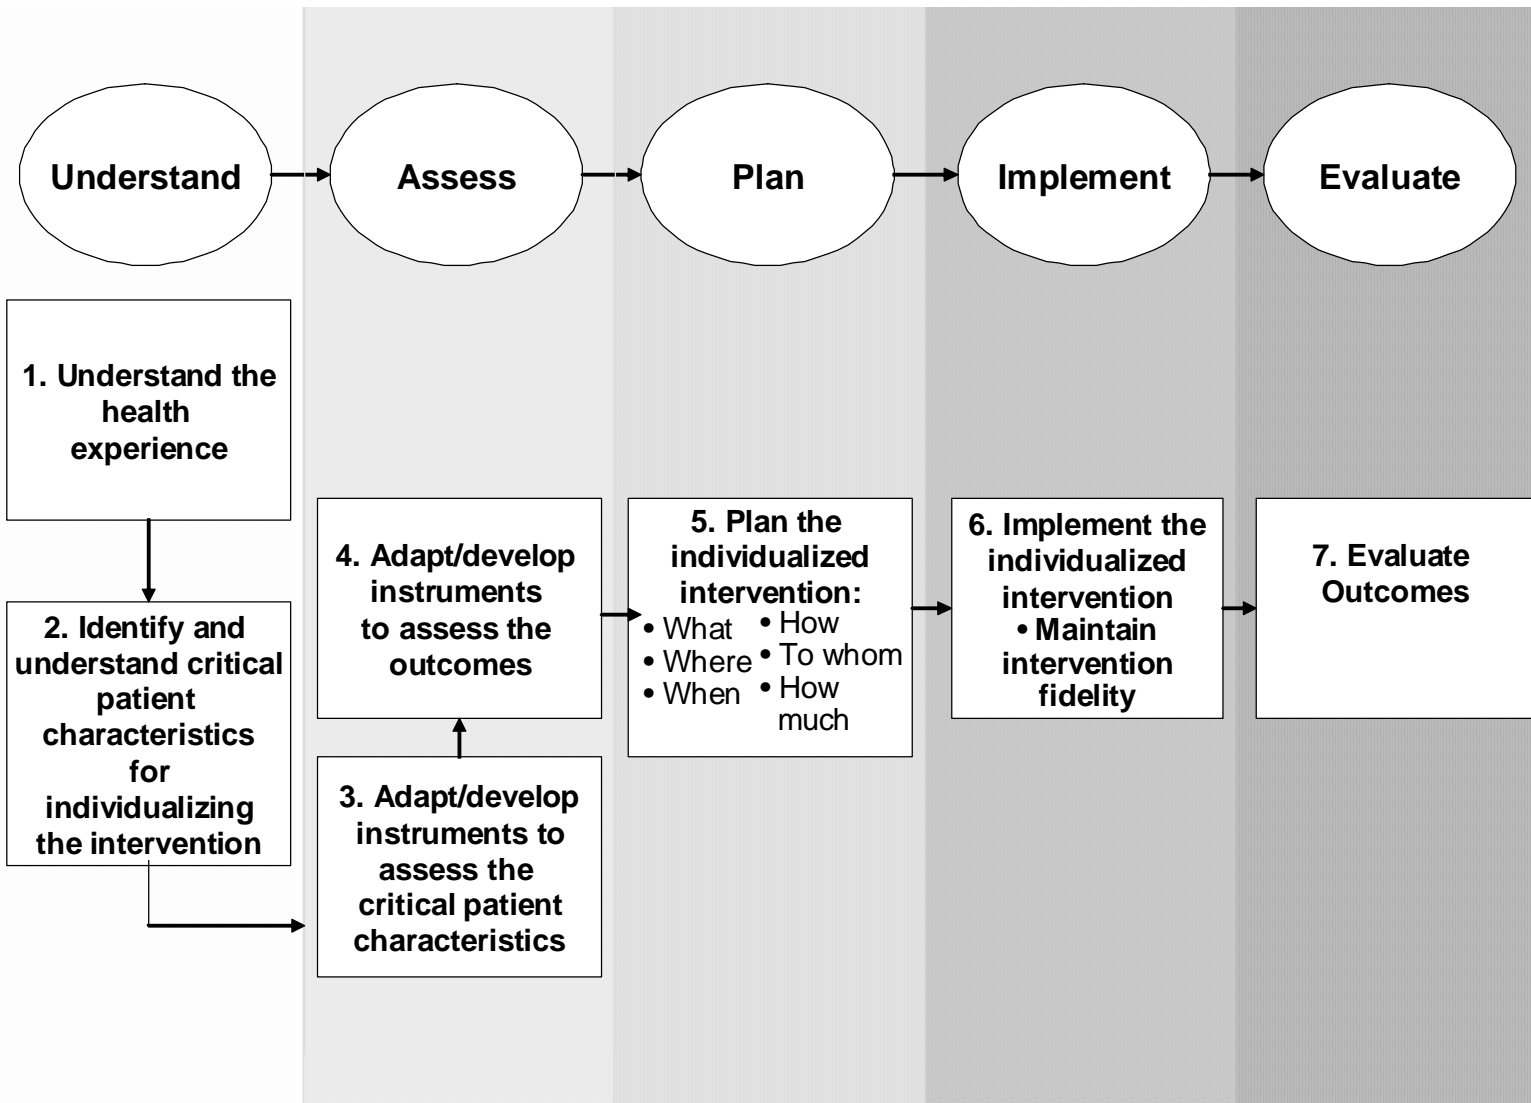 Understand
Assess
Plan
Implement
Evaluate
1. Understand the
health
experience
2. Identify and
understand critical
patient
characteristics
for
individualizing
the intervention
3. Adapt/develop
instruments to
assess the
critical patient
characteristics
4. Adapt/develop
instruments
to assess the
outcomes
5. Plan the
individualized
intervention:
• What
• Where
• When
• How
• To whom
• How
much
6. Implement the
individualized
intervention
• Maintain
intervention
fidelity
7. Evaluate
Outcomes